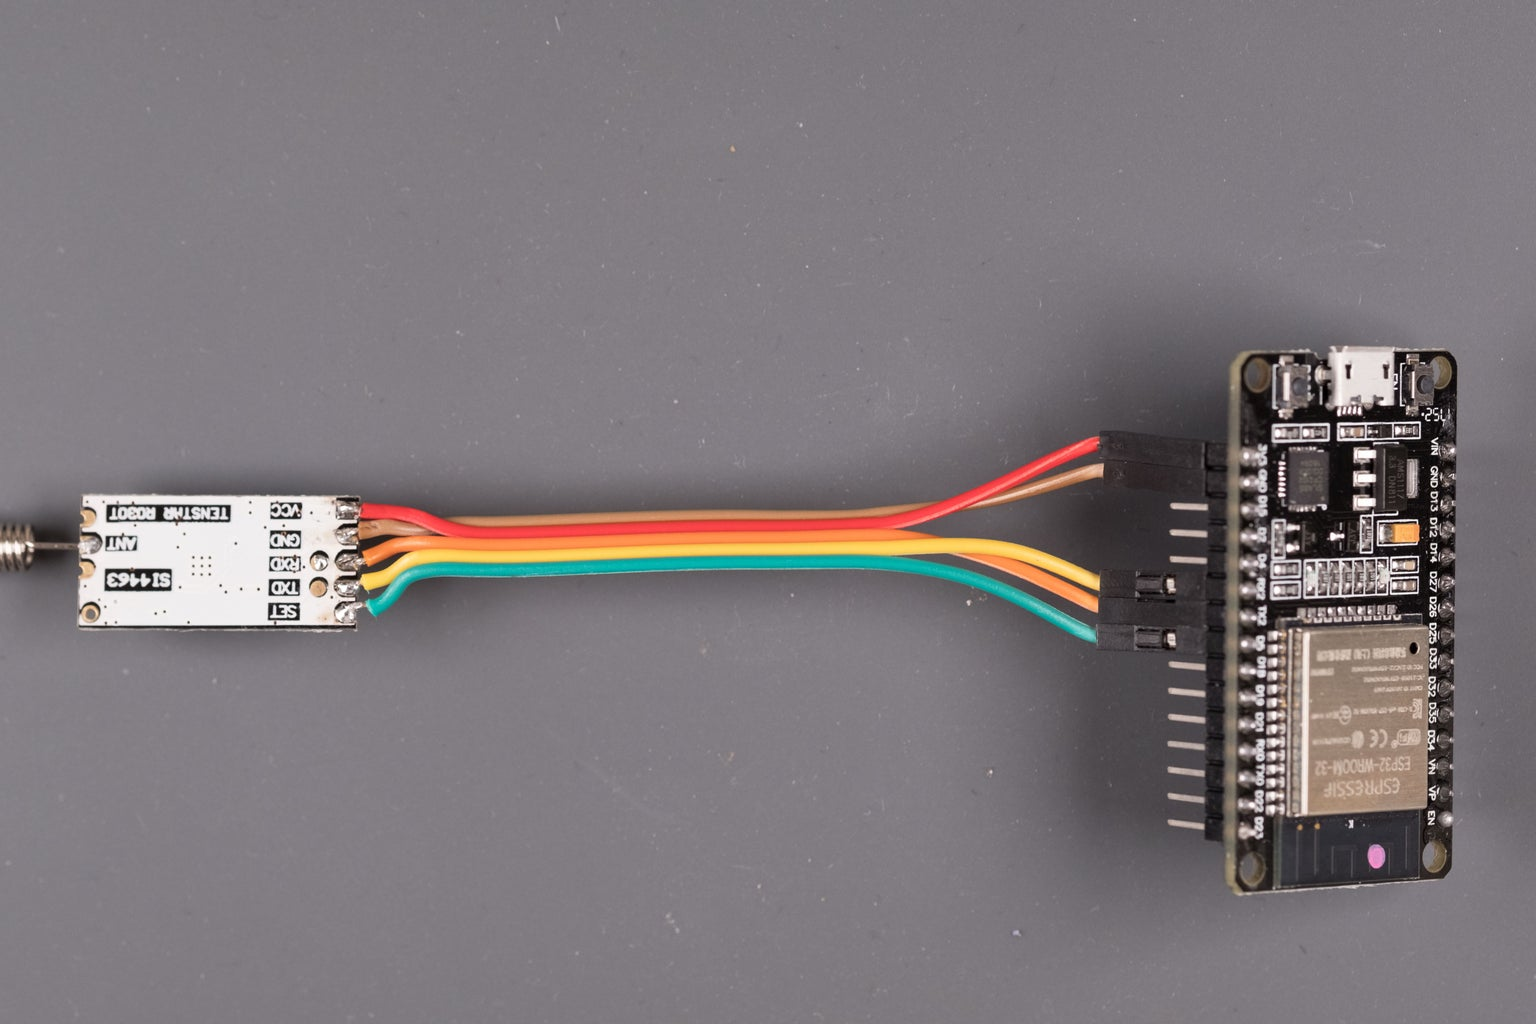 TENSTAR ROBOT
ANT
SI4463
VCC
GND
RXD
TXD
SET
3V3
GND
D15
D2
D4
RX2
TX2
D5
D18
D19
D21
RX0
TX0
D22
D23
VIN
GND
D13
D12
D14
D27
D26
D25
D33
D32
D35
D34
VN
VP
EN
WiFi
CE
ESP32-WROOM-32
ESPRESSIF